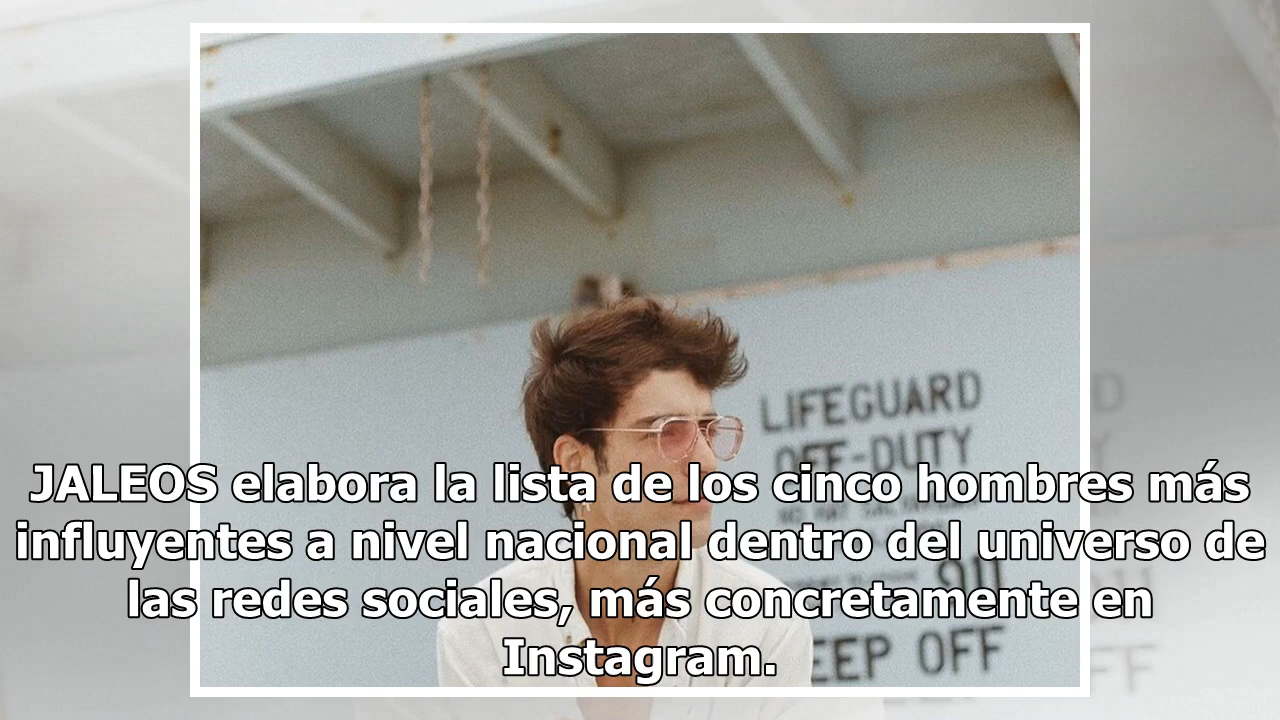 LIFEGUARD
OFF-DUTY
JALEOS elabora la lista de los cinco hombres más
influyentes a nivel nacional dentro del universo de
las redes sociales, más concretamente en
Instagram.
911
EEP OFF